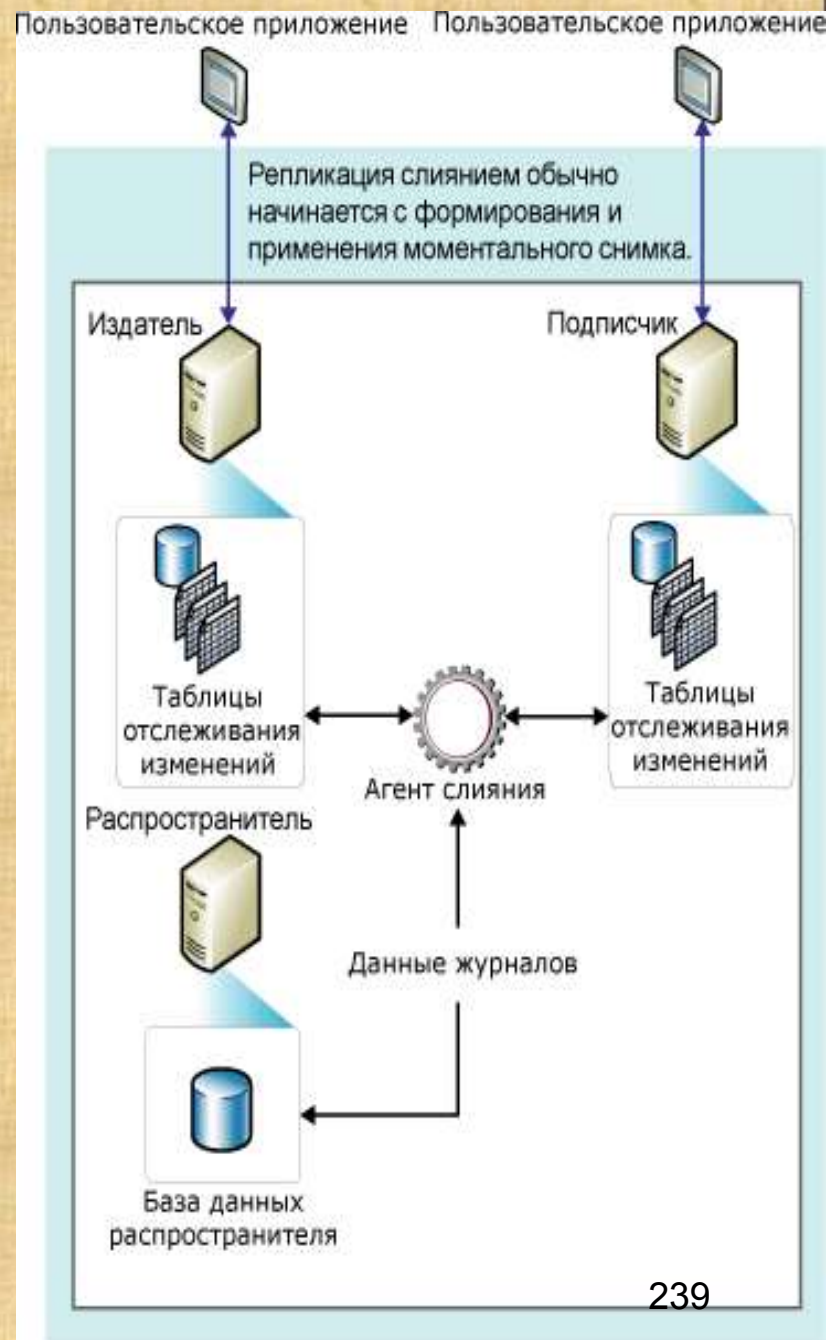 Пользовательское приложение
Пользовательское приложение
Репликация слиянием обычно
начинается с формирования и
применения моментального снимка.
Издатель
Подписчик
Таблицы
отслеживания
изменений
Агент слияния
Таблицы
отслеживания
изменений
Распространитель
Данные журналов
База данных
распространителя
239